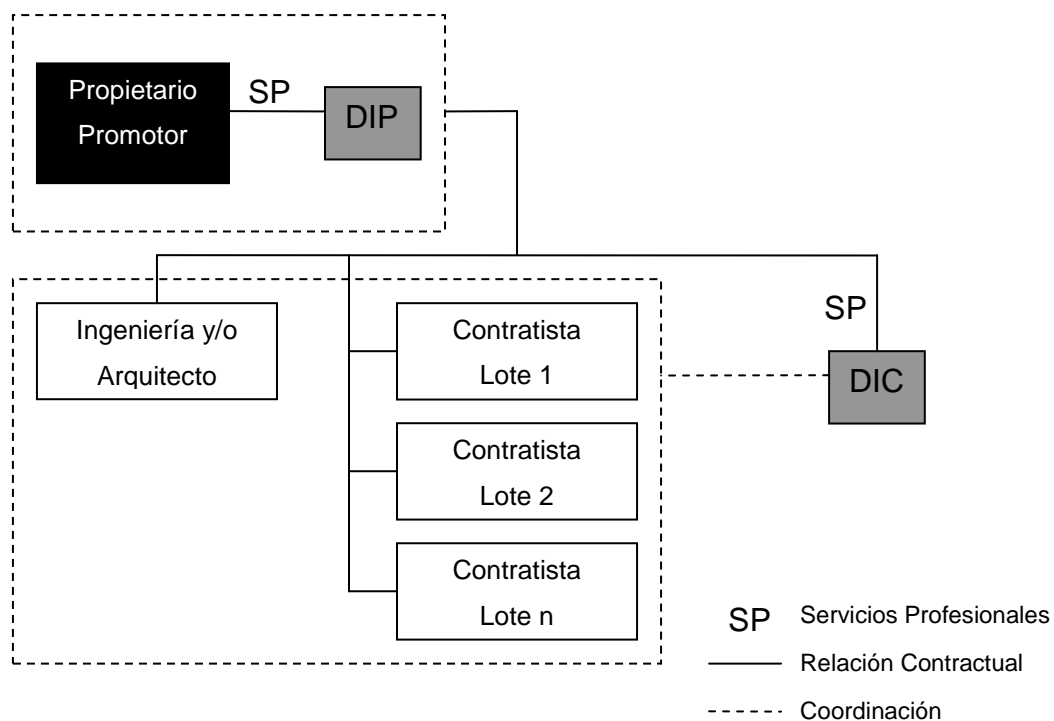 Propietario
Promotor
SP
DIP
Ingeniería y/o
Arquitecto
Contratista
Lote 1
SP
DIC
Contratista
Lote 2
Contratista
Lote n
SP Servicios Profesionales
Relación Contractual
Coordinación